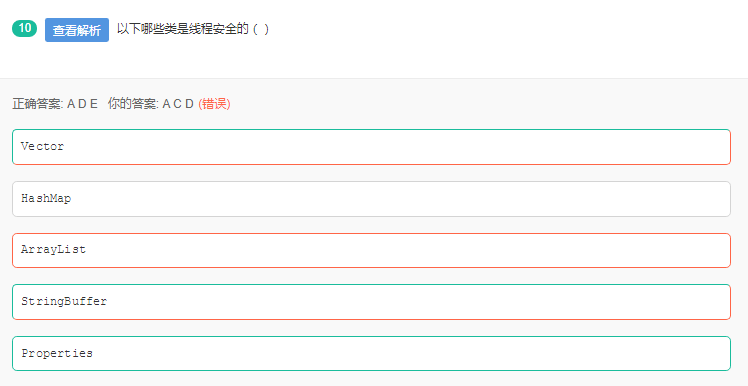 10 查看解析 以下哪些类是线程安全的（ ）
正确答案: A D E 你的答案: A C D (错误)
Vector
HashMap
ArrayList
StringBuffer
Properties